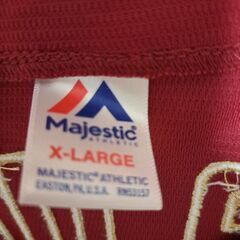 Majestic®
ATHLETIC
X-LARGE
MAJESTIC ATHLETIC
EASTON, PA, U.S.A. RN53157